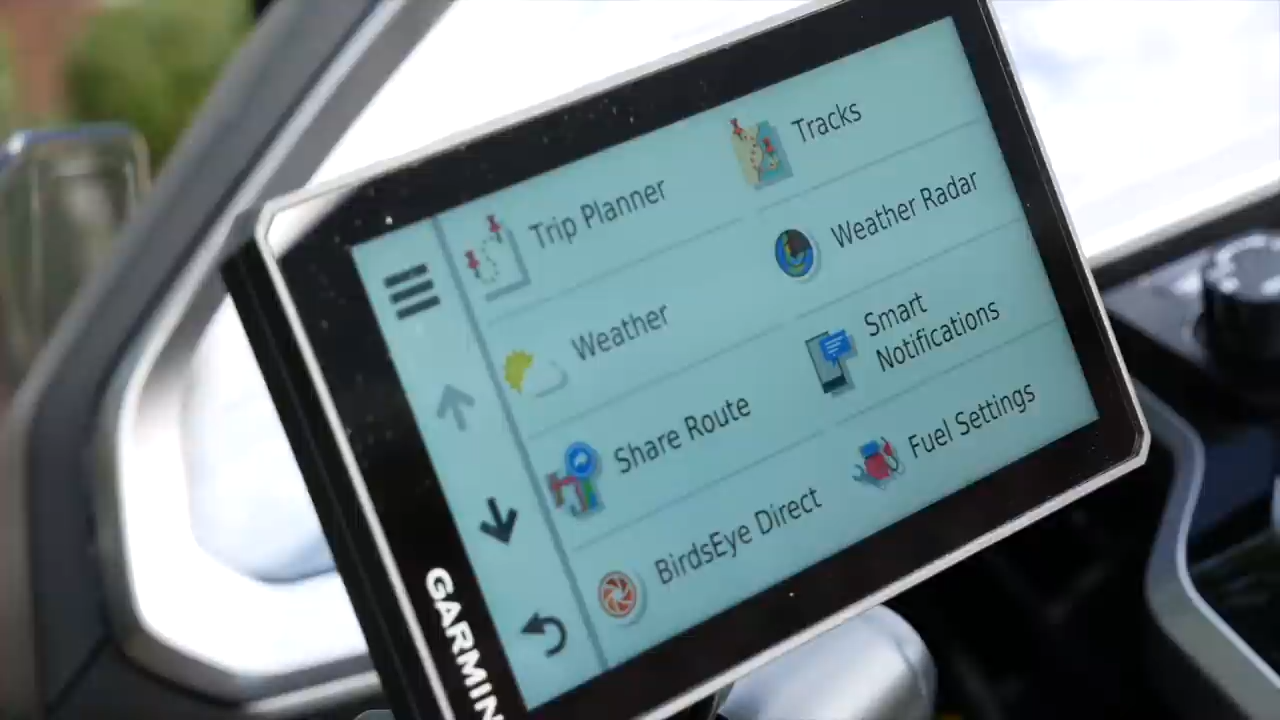 Trip Planner
Tracks
Weather
Weather Radar
Share Route
Smart
Notifications
BirdsEye Direct
Fuel Settings
GARMIN